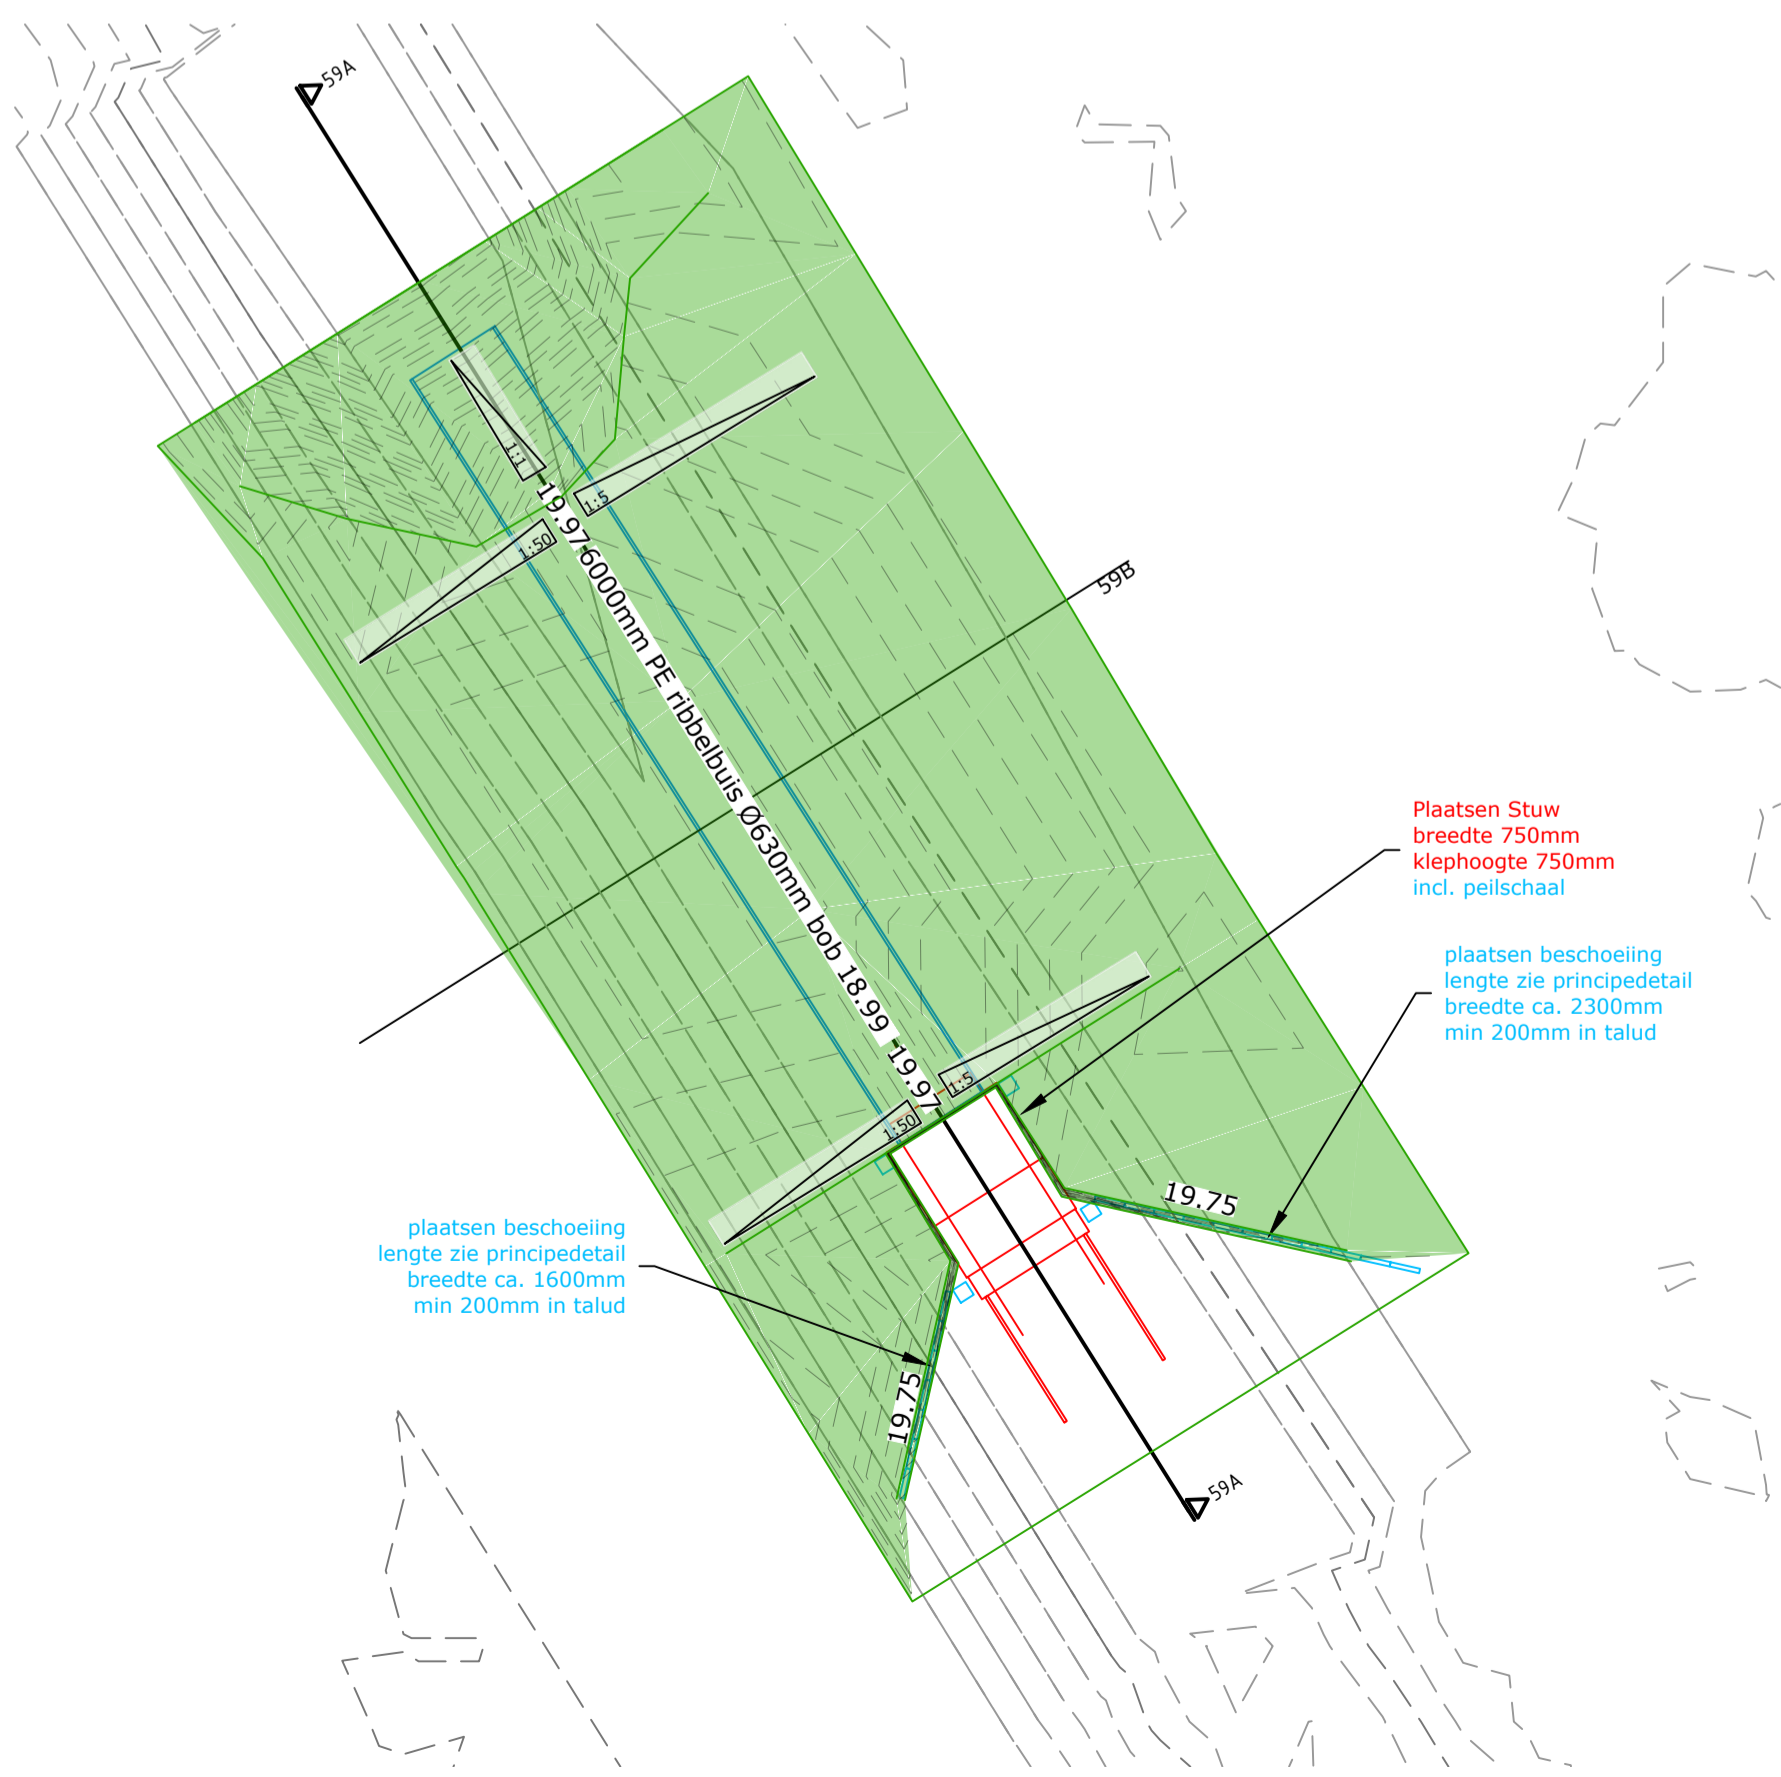 59A
1:1
1:5
1:50
19.97
6000mm PE ribbelbuis Ø630mm bob 18.99
59B
Plaatsen Stuw
breedte 750mm
klephoogte 750mm
incl. peilschaal
plaatsen beschoeiing
lengte zie principedetail
breedte ca. 2300mm
min 200mm in talud
19.97
1:5
1:50
19.75
plaatsen beschoeiing
lengte zie principedetail
breedte ca. 1600mm
min 200mm in talud
19.75
59A